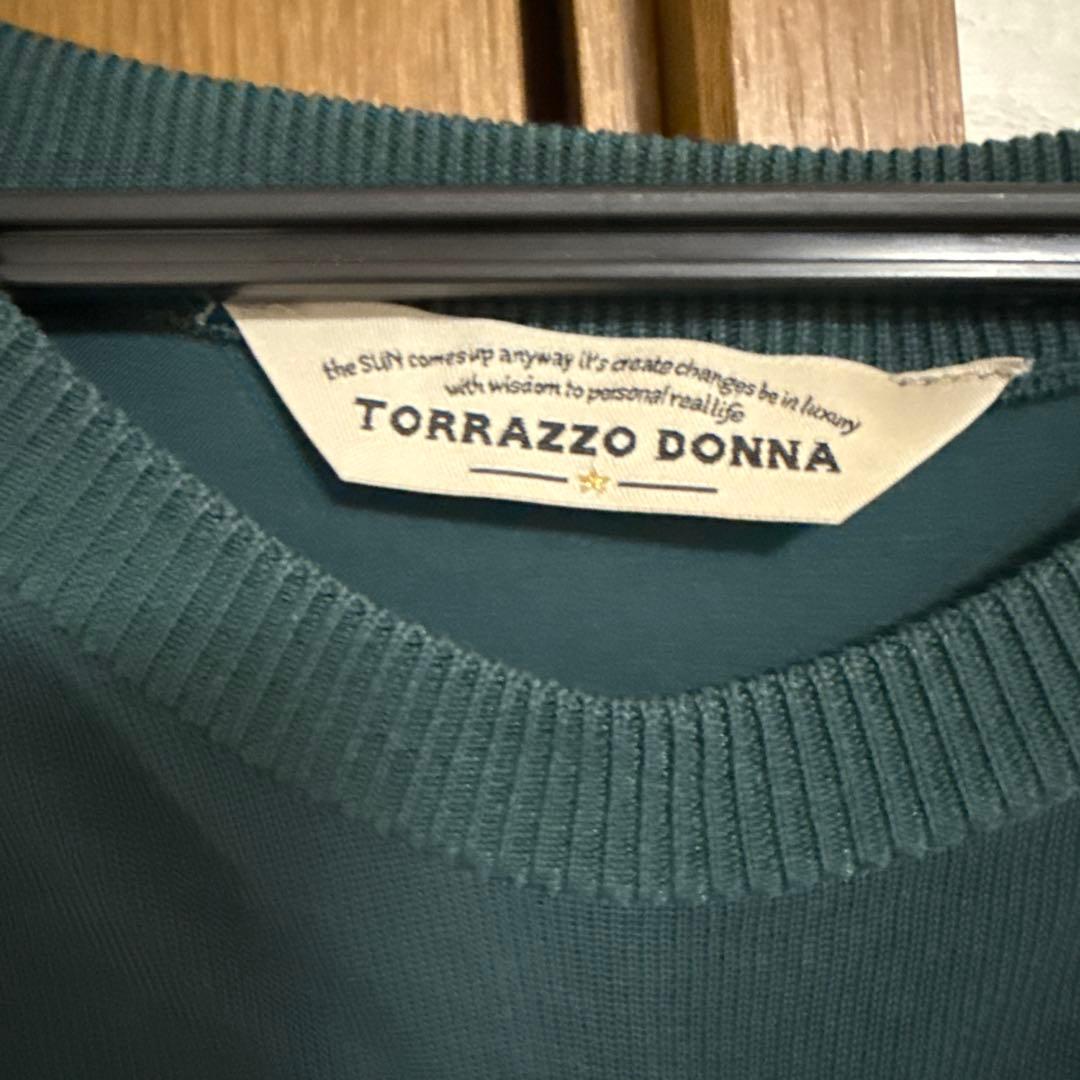 the SUN comes up anyway it's create changes be in luxury
with wisdom to personal real life
TORRAZZO DONNA